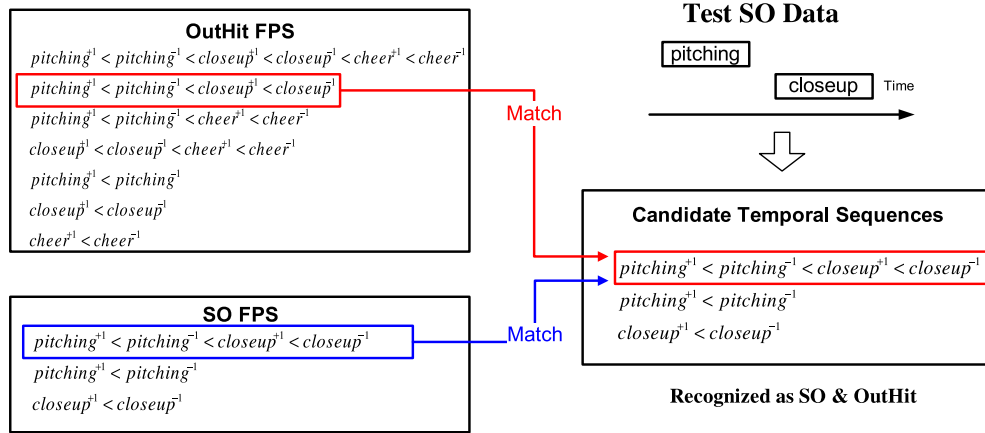 OutHit FPS
pitching⁺¹ < pitching⁻¹ < closeup⁺¹ < closeup⁻¹ < cheer⁺¹ < cheer⁻¹
pitching⁺¹ < pitching⁻¹ < closeup⁺¹ < closeup⁻¹
pitching⁺¹ < pitching⁻¹ < cheer⁺¹ < cheer⁻¹
closeup⁺¹ < closeup⁻¹ < cheer⁺¹ < cheer⁻¹
pitching⁺¹ < pitching⁻¹
closeup⁺¹ < closeup⁻¹
cheer⁺¹ < cheer⁻¹
Match
SO FPS
pitching⁺¹ < pitching⁻¹ < closeup⁺¹ < closeup⁻¹
pitching⁺¹ < pitching⁻¹
closeup⁺¹ < closeup⁻¹
Match
Test SO Data
pitching
closeup
Time
Candidate Temporal Sequences
pitching⁺¹ < pitching⁻¹ < closeup⁺¹ < closeup⁻¹
pitching⁺¹ < pitching⁻¹
closeup⁺¹ < closeup⁻¹
Recognized as SO & OutHit